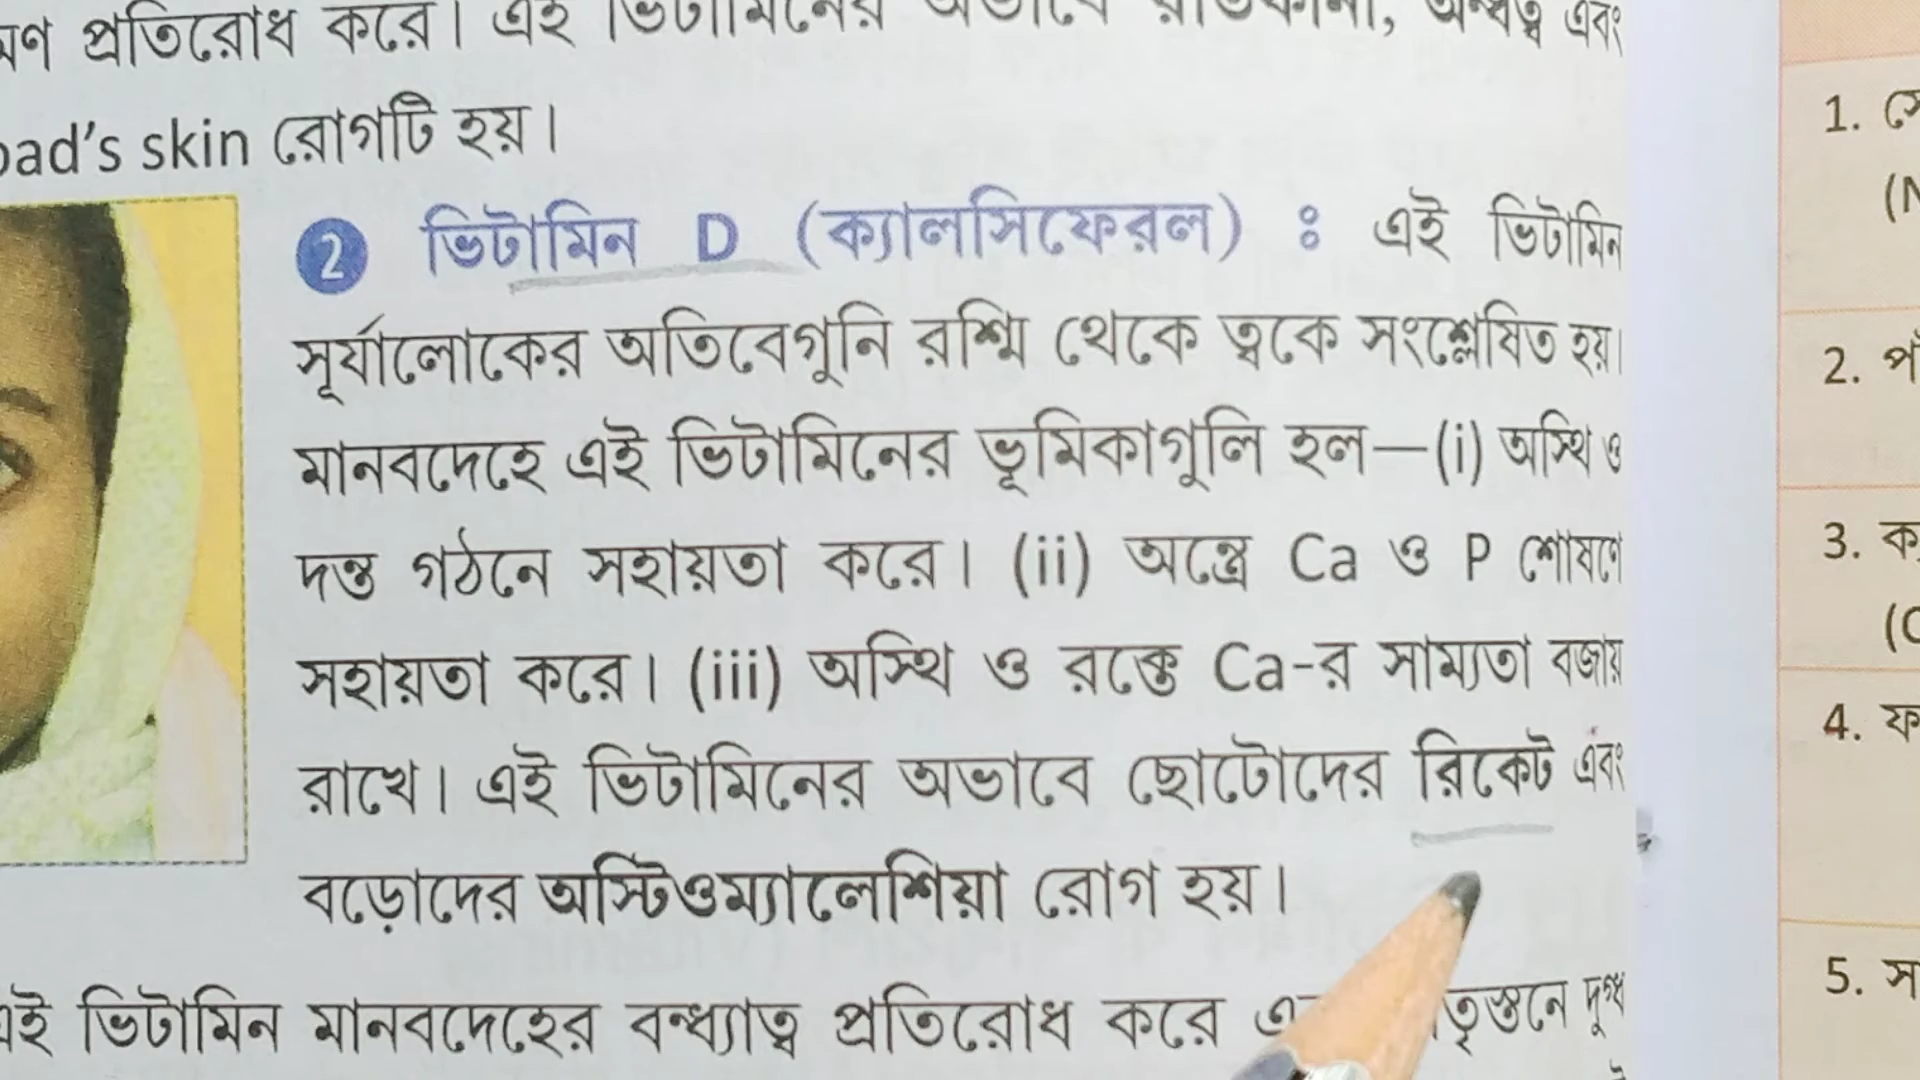 প্রতিরোধ করে। এই ভিটামিনের অভাবে রাতকানা, অন্ধত্ব এবং
oad's skin রোগটি হয়।
2 ভিটামিন D (ক্যালসিফেরল) : এই ভিটামিন
সূর্যালোকের অতিবেগুনি রশ্মি থেকে ত্বকে সংশ্লেষিত হয়।
মানবদেহে এই ভিটামিনের ভূমিকাগুলি হল—(i) অস্থি ও
দন্ত গঠনে সহায়তা করে। (ii) অন্ত্রে Ca ও P শোষণে
সহায়তা করে। (iii) অস্থি ও রক্তে Ca-র সাম্যতা বজায়
রাখে। এই ভিটামিনের অভাবে ছোটোদের রিকেট এবং
বড়োদের অস্টিওম্যালেশিয়া রোগ হয়।
এই ভিটামিন মানবদেহের বন্ধ্যাত্ব প্রতিরোধ করে দুগ্ধ
1.
2.
3.
4.
5.